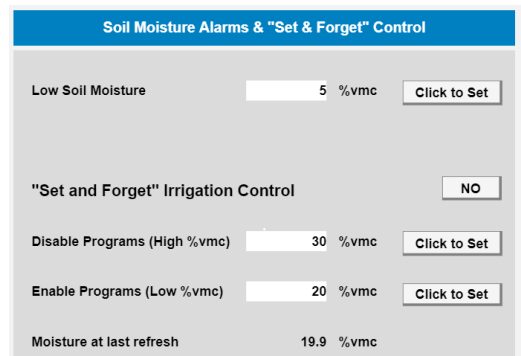 Soil Moisture Alarms & "Set & Forget" Control
Low Soil Moisture 5 %vmc Click to Set
"Set and Forget" Irrigation Control NO
Disable Programs (High %vmc) 30 %vmc Click to Set
Enable Programs (Low %vmc) 20 %vmc Click to Set
Moisture at last refresh 19.9 %vmc